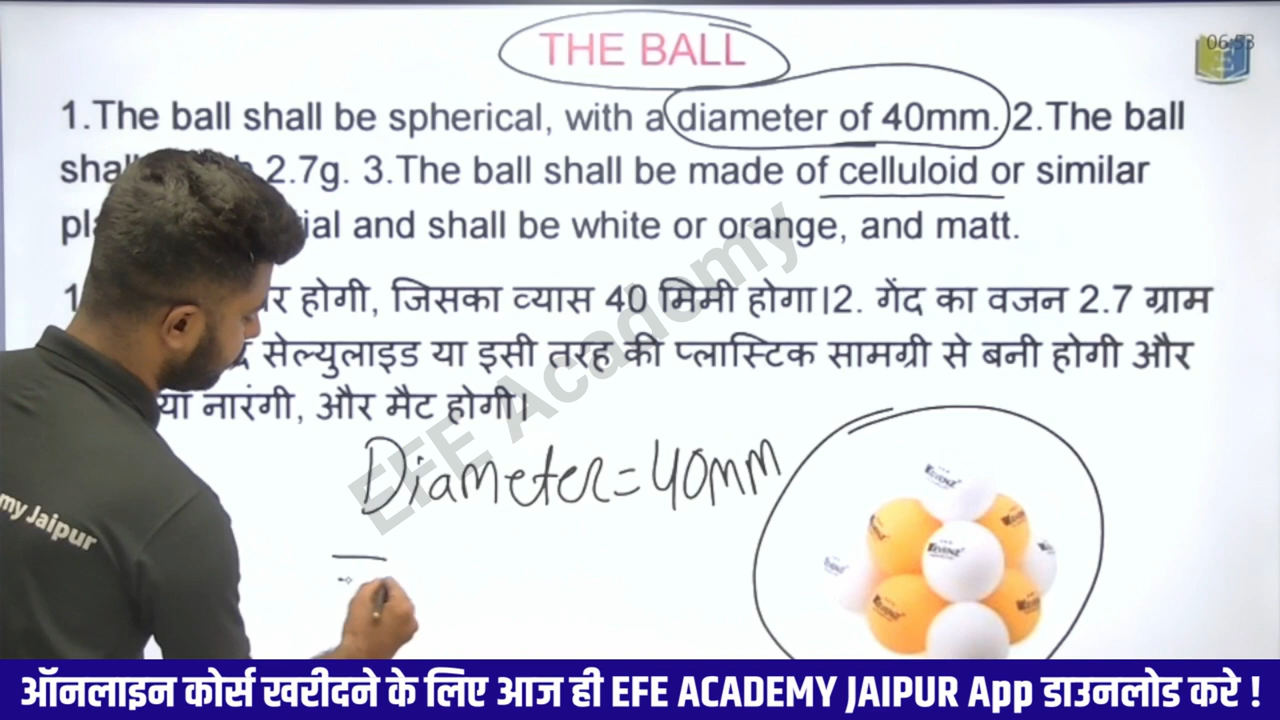 06:53
THE BALL
1.The ball shall be spherical, with a diameter of 40mm. 2.The ball
2.7g. 3.The ball shall be made of celluloid or similar
and shall be white or orange, and matt.
होगी, जिसका व्यास 40 मिमी होगा।2. गेंद का वजन 2.7 ग्राम
सेल्युलाइड या इसी तरह की प्लास्टिक सामग्री से बनी होगी और
या नारंगी, और मैट होगी।
EFE Academy
Diameter=40mm
my Jaipur
ऑनलाइन कोर्स खरीदने के लिए आज ही EFE ACADEMY JAIPUR App डाउनलोड करे !